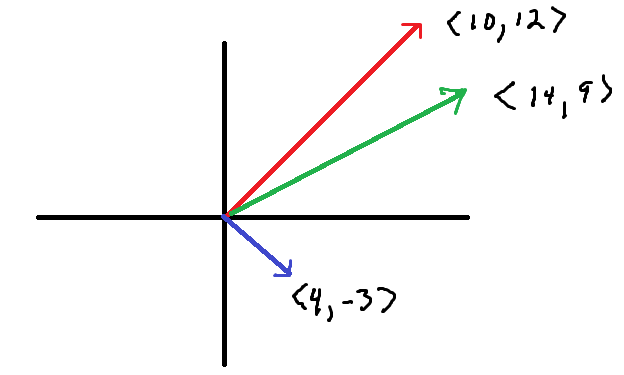 <10, 12>
<14, 9>
<4, -3>